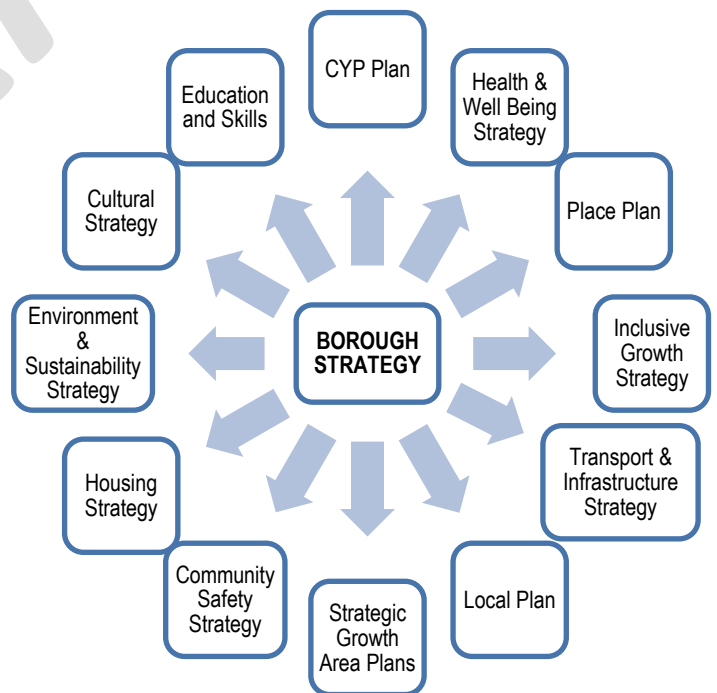 CYP Plan
Health &
Well Being
Strategy
Place Plan
Inclusive
Growth
Strategy
Transport &
Infrastructure
Strategy
Local Plan
Strategic
Growth
Area Plans
Community
Safety
Strategy
Housing
Strategy
Environment
&
Sustainability
Strategy
Cultural
Strategy
Education
and Skills
BOROUGH
STRATEGY